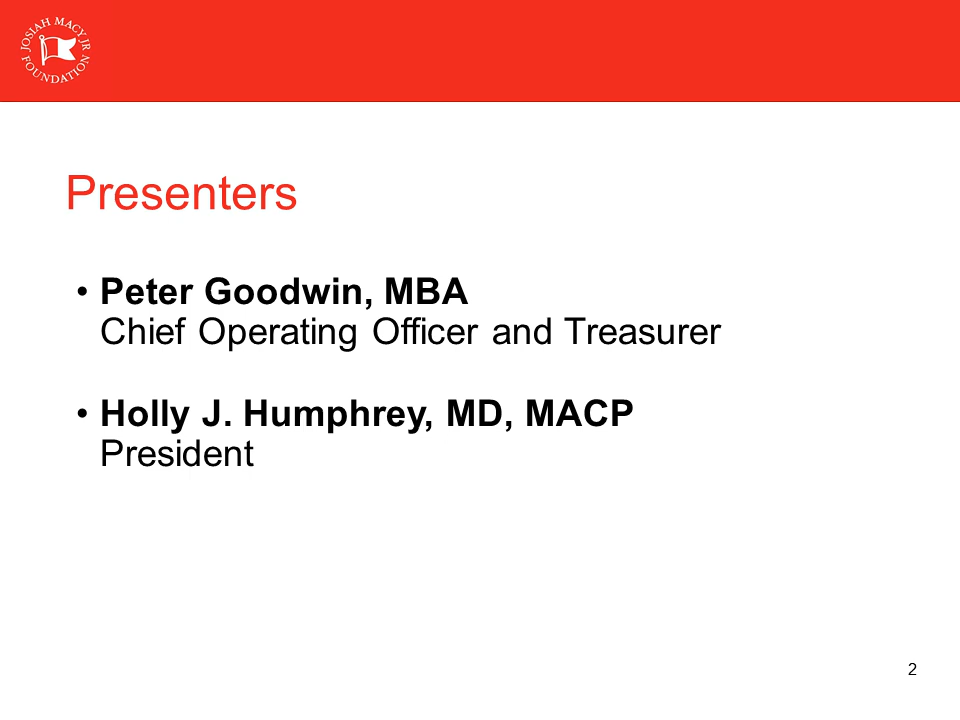 JOSIAH MACY JR
FOUNDATION
Presenters
• Peter Goodwin, MBA
Chief Operating Officer and Treasurer
• Holly J. Humphrey, MD, MACP
President
2